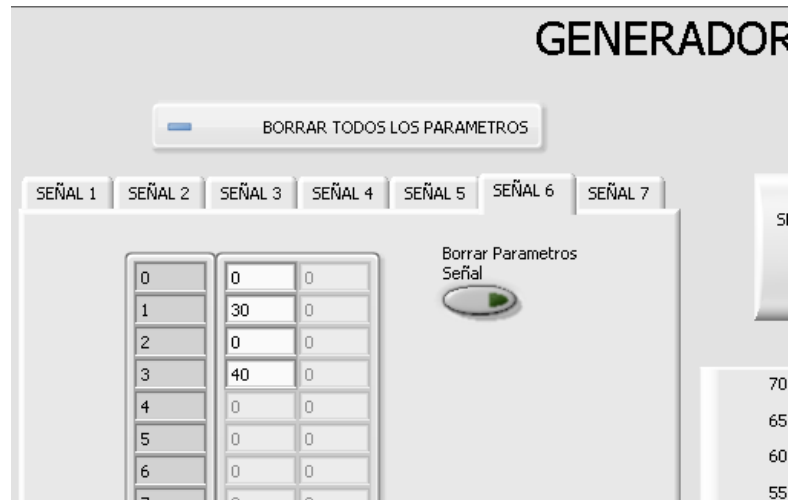 GENERADOR
BORRAR TODOS LOS PARAMETROS
SEÑAL 1 SEÑAL 2 SEÑAL 3 SEÑAL 4 SEÑAL 5 SEÑAL 6 SEÑAL 7
Borrar Parametros
Señal
0 0 0
1 30 0
2 0 0
3 40 0
4 0 0
5 0 0
6 0 0
70
65
60
55